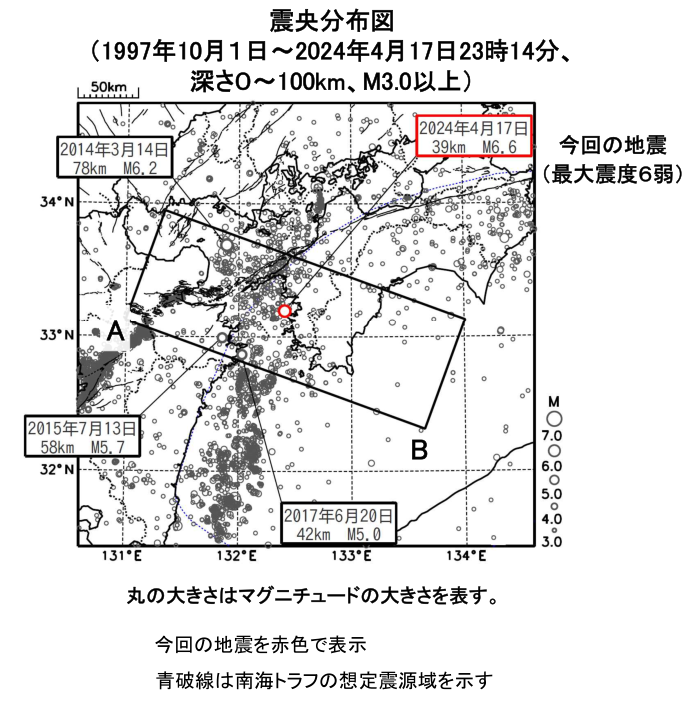 震央分布図
（1997年10月１日～2024年4月17日23時14分、
深さ0～100km、M3.0以上）
50km
2014年3月14日
78km M6.2
2024年4月17日
39km M6.6
今回の地震
（最大震度６弱）
34°N
33°N
32°N
A
B
2015年7月13日
58km M5.7
2017年6月20日
42km M5.0
M
7.0
6.0
5.0
4.0
3.0
131°E
132°E
133°E
134°E
丸の大きさはマグニチュードの大きさを表す。
今回の地震を赤色で表示
青破線は南海トラフの想定震源域を示す